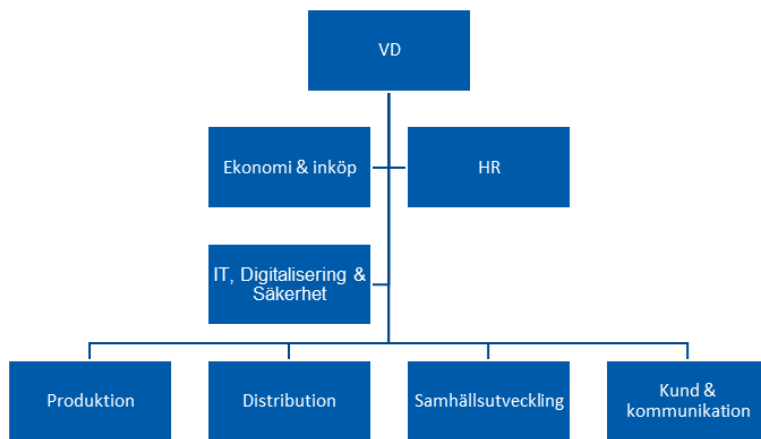 VD
Ekonomi & inköp
HR
IT, Digitalisering &
Säkerhet
Produktion
Distribution
Samhällsutveckling
Kund &
kommunikation